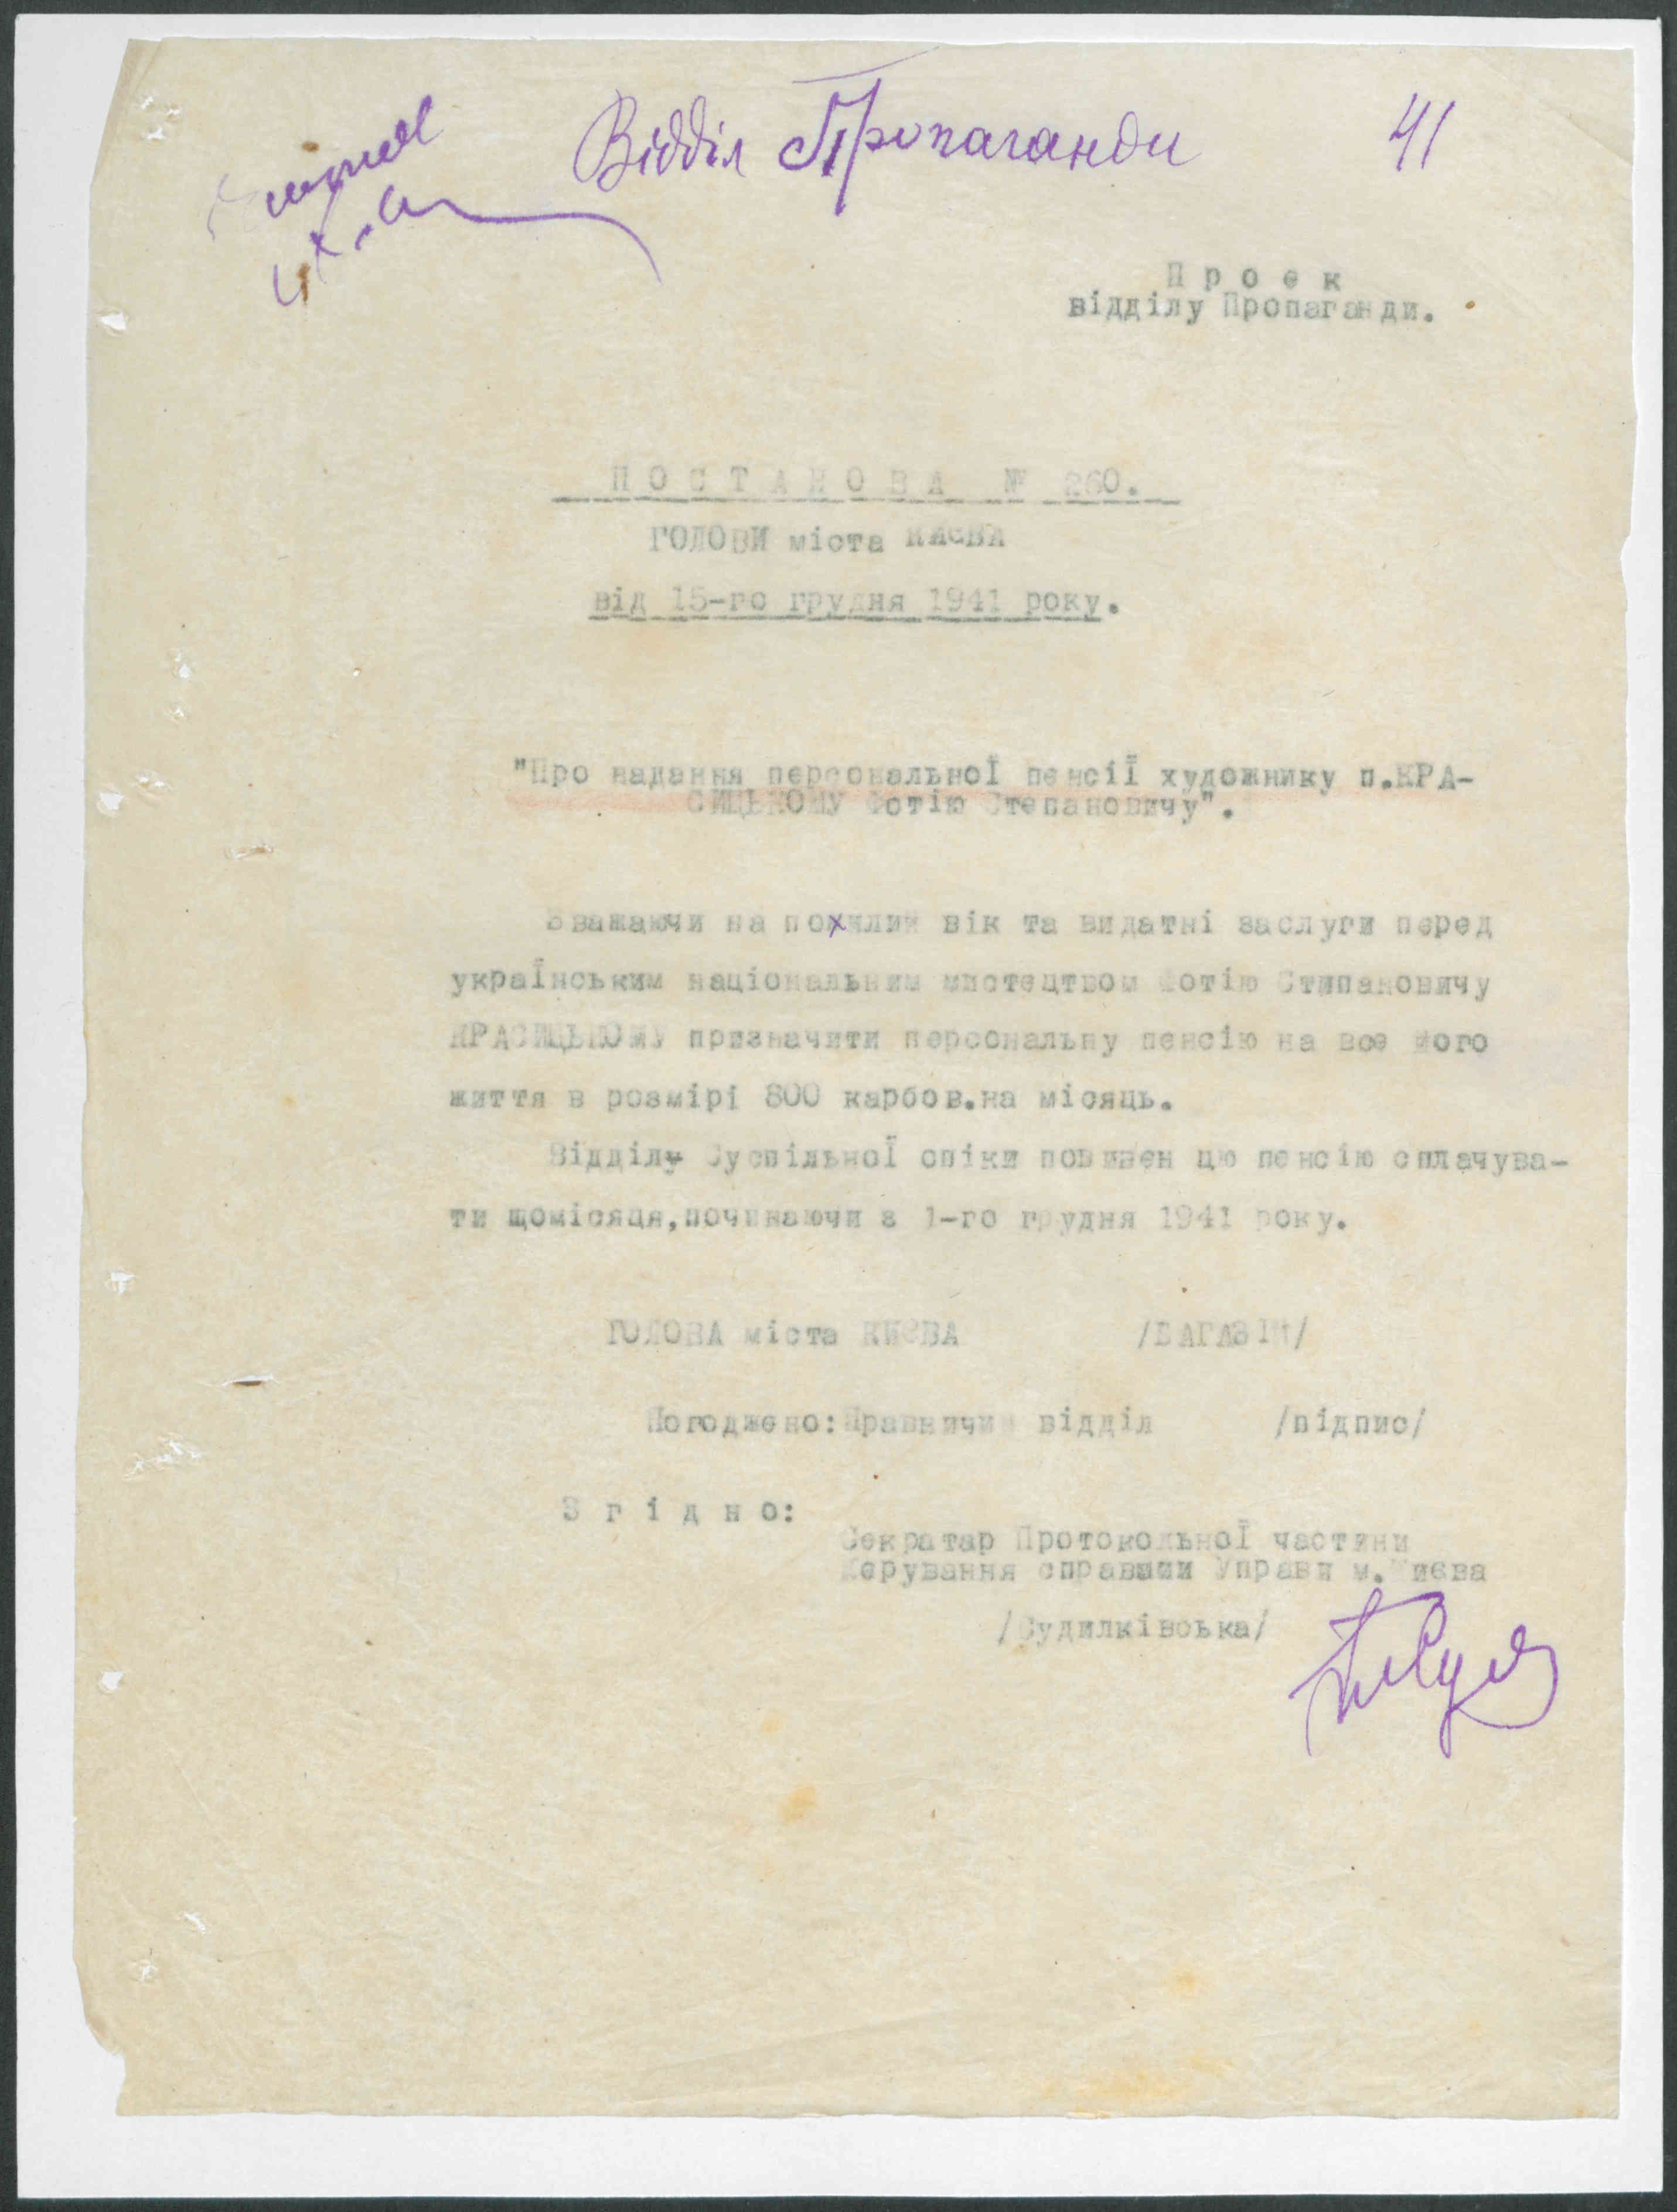 Відділ Пропаганди 41
П р о е к
відділу Пропаганди.
П О С Т А Н О В А № 260.
ГОЛОВИ міста КИЄВА
від 15-го грудня 1941 року.
"Про надання персональної пенсії художнику п.КРА-
СИЦЬКОМУ Фотію Степановичу".
Зважаючи на похилий вік та видатні заслуги перед
українським національним мистецтвом Фотію Стипановичу
КРАСИЦЬКОМУ призначити персональну пенсію на все його
життя в розмірі 800 карбов.на місяць.
Відділу Суспільної опіки повинен цю пенсію сплачува-
ти щомісяця,починаючи з 1-го грудня 1941 року.
ГОЛОВА міста КИЄВА /БАГАЗІЙ/
Погоджено:Правничий відділ /підпис/
З г і д н о:
Секратар Протокольної частини
Керування справами Управи м.Києва
/Судилківська/